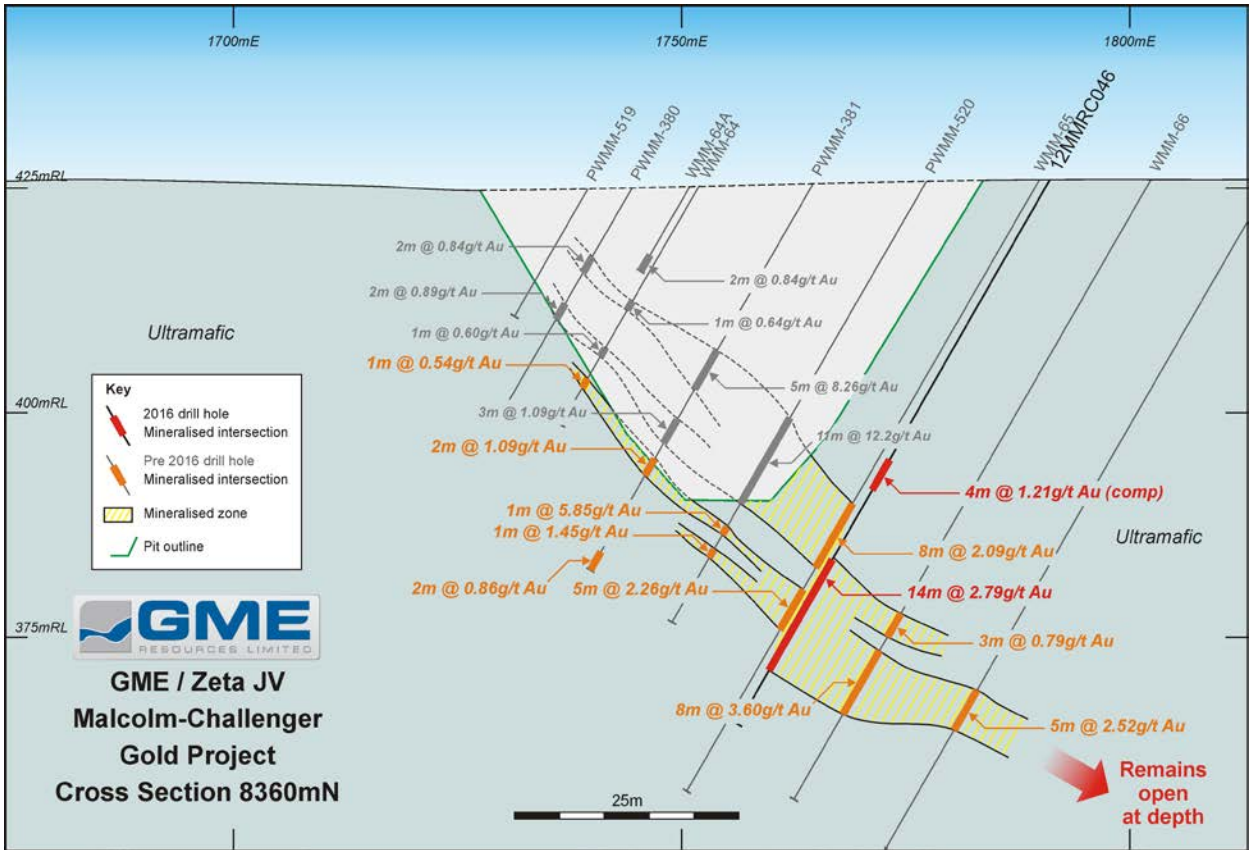 1700mE
1750mE
1800mE
PWMM-519
PWMM-380
WMM-64A
WMM-64
PWMM-381
PWMM-520
WMM-65
12MMRC046
WMM-66
425mRL
2m @ 0.84g/t Au
2m @ 0.84g/t Au
2m @ 0.89g/t Au
1m @ 0.64g/t Au
Ultramafic
1m @ 0.60g/t Au
1m @ 0.54g/t Au
5m @ 8.26g/t Au
400mRL
3m @ 1.09g/t Au
11m @ 12.2g/t Au
2m @ 1.09g/t Au
4m @ 1.21g/t Au (comp)
1m @ 5.85g/t Au
1m @ 1.45g/t Au
Ultramafic
8m @ 2.09g/t Au
2m @ 0.86g/t Au
5m @ 2.26g/t Au
14m @ 2.79g/t Au
375mRL
3m @ 0.79g/t Au
8m @ 3.60g/t Au
5m @ 2.52g/t Au
Remains
open
at depth
25m
Key
2016 drill hole
Mineralised intersection
Pre 2016 drill hole
Mineralised intersection
Mineralised zone
Pit outline
GME
RESOURCES LIMITED
GME / Zeta JV
Malcolm-Challenger
Gold Project
Cross Section 8360mN